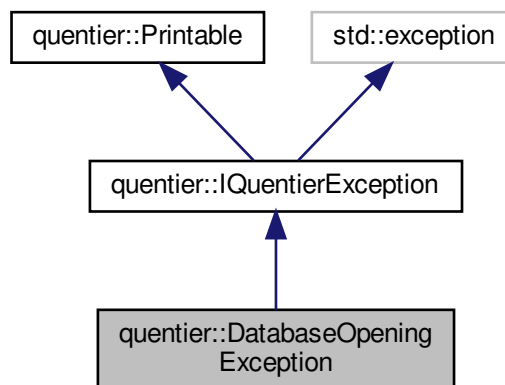 quentier::Printable
std::exception
quentier::IQuentierException
quentier::DatabaseOpening
Exception